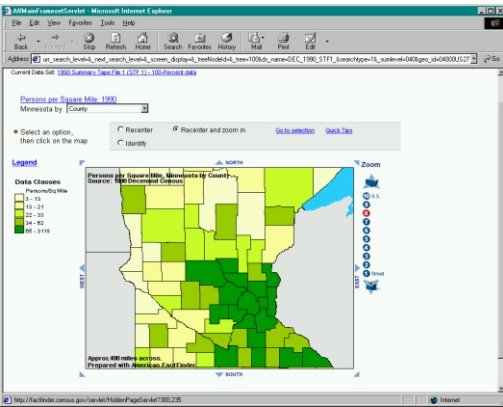 AffMainFramesetServlet - Microsoft Internet Explorer
File Edit View Favorites Tools Help
Back Forward Stop Refresh Home Search Favorites History Mail Print Edit
Address
Go
Current Data Set: 1990 Summary Tape File 1 (STF 1) - 100-Percent data
Persons per Square Mile: 1990
Minnesota by County
Select an option,
then click on the map
Recenter
Recenter and zoom in
Go to selection
Quick Tips
Identify
Legend
NORTH
Zoom
Data Classes
Persons/Sq Mile
3 - 13
13 - 21
22 - 33
34 - 62
65 - 3118
Persons per Square Mile, Minnesota by County
Source: 1990 Decennial Census
U.S.
Street
WEST
EAST
Approx. 400 miles across.
Prepared with American FactFinder
SOUTH
http://factfinder.census.gov/servlet/HiddenPageServlet?380,235
Internet